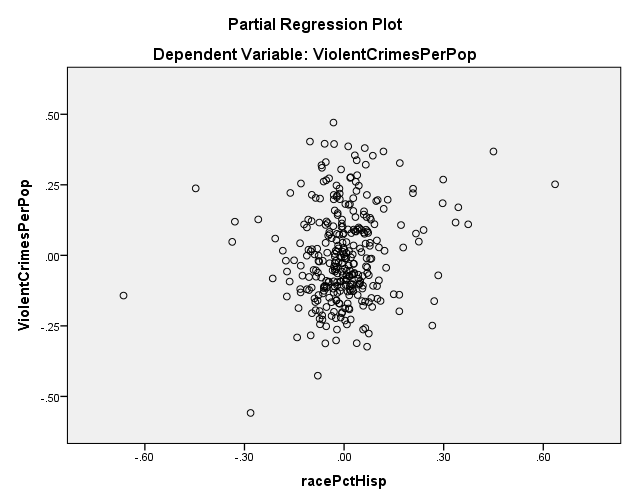 Partial Regression Plot
Dependent Variable: ViolentCrimesPerPop
ViolentCrimesPerPop
.50
.25
.00
-.25
-.50
-.60
-.30
.00
.30
.60
racePctHisp